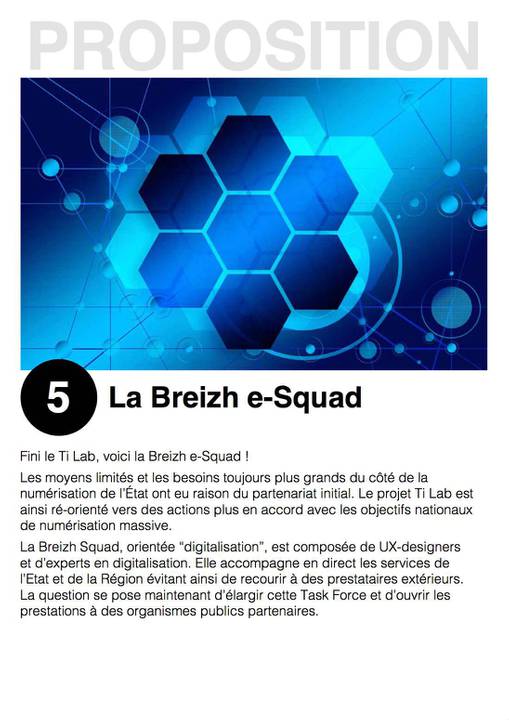 PROPOSITION
5 La Breizh e-Squad
Fini le Ti Lab, voici la Breizh e-Squad !
Les moyens limités et les besoins toujours plus grands du côté de la
numérisation de l'État ont eu raison du partenariat initial. Le projet Ti Lab est
ainsi ré-orienté vers des actions plus en accord avec les objectifs nationaux
de numérisation massive.
La Breizh Squad, orientée “digitalisation”, est composée de UX-designers
et d'experts en digitalisation. Elle accompagne en direct les services de
l'Etat et de la Région évitant ainsi de recourir à des prestataires extérieurs.
La question se pose maintenant d'élargir cette Task Force et d'ouvrir les
prestations à des organismes publics partenaires.